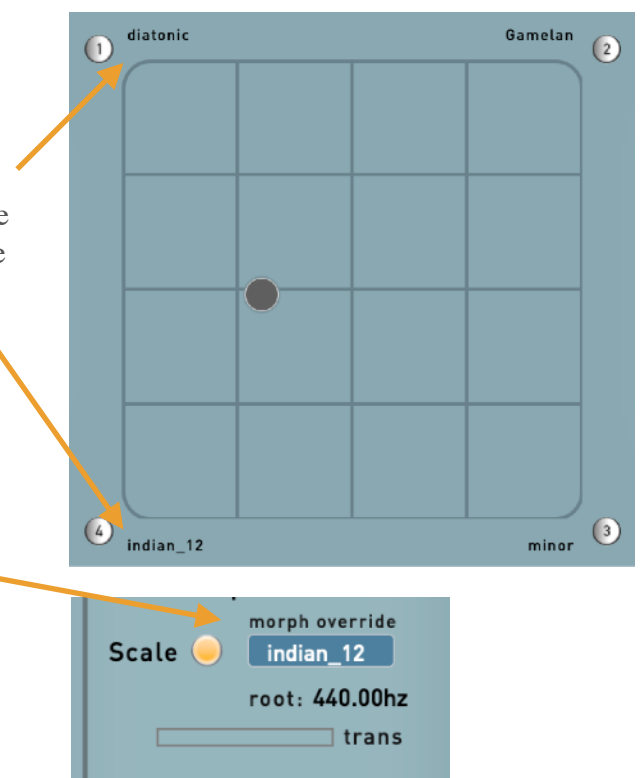 1 diatonic Gamelan 2
e
e
4 indian_12 minor 3
morph override
Scale indian_12
root: 440.00hz
trans